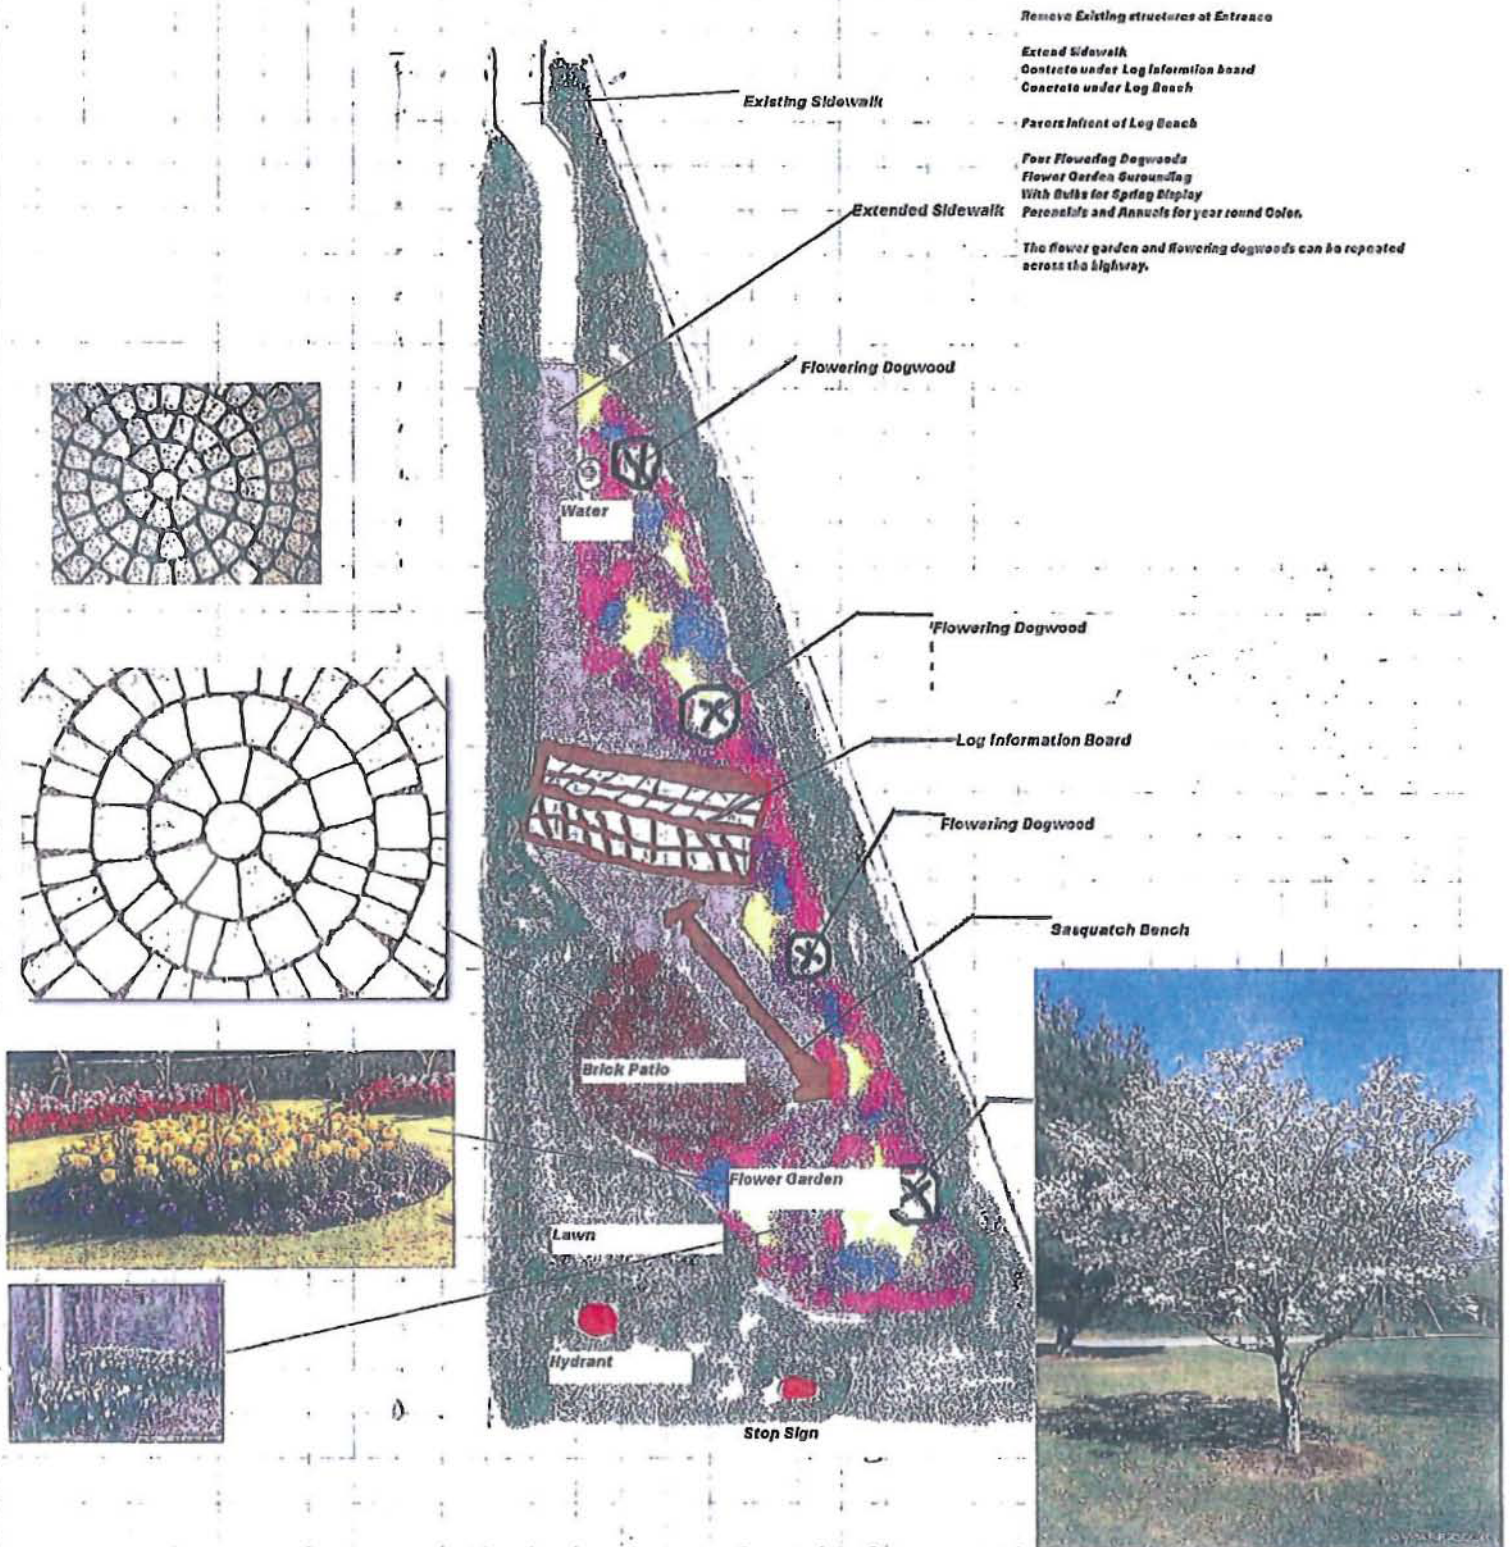 Remove Existing structures at Entrance
Extend Sidewalk
Contrete under Log Informtion board
Concrete under Log Bench
Pavers infront of Log Bench
Four Flowering Dogwoods
Flower Garden Surounding
With Bulbs for Spring Display
Perennials and Annuals for year round Color.
The flower garden and flowering dogwoods can be repeated
across the highway.
Existing Sidewalk
Extended Sidewalk
Flowering Dogwood
Water
Flowering Dogwood
Log Information Board
Flowering Dogwood
Sasquatch Bench
Brick Patio
Flower Garden
Lawn
Hydrant
Stop Sign